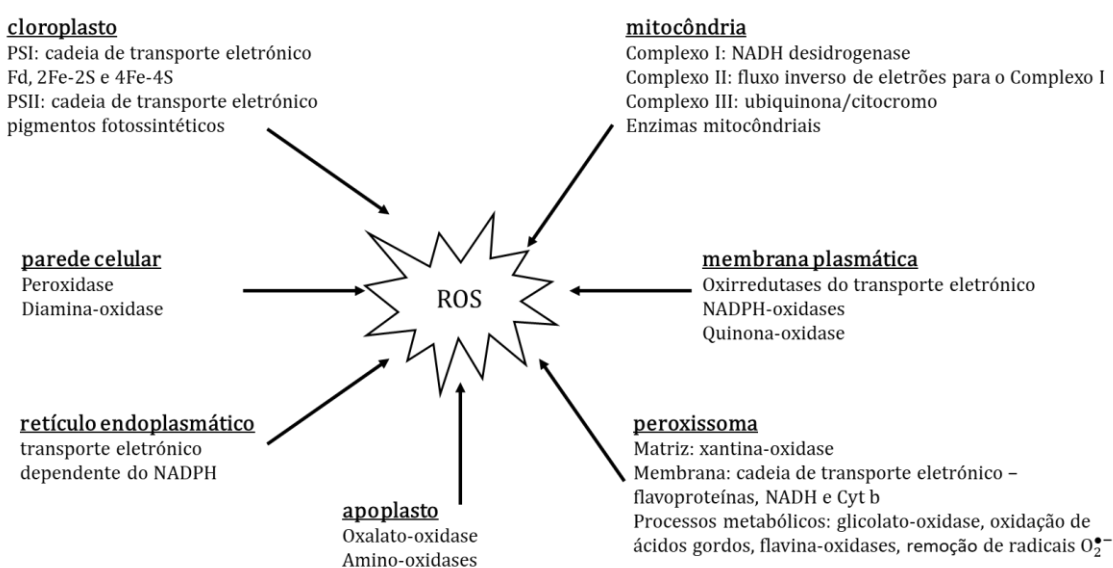 cloroplasto
PSI: cadeia de transporte eletrónico
Fd, 2Fe-2S e 4Fe-4S
PSII: cadeia de transporte eletrónico
pigmentos fotossintéticos
mitocôndria
Complexo I: NADH desidrogenase
Complexo II: fluxo inverso de eletrões para o Complexo I
Complexo III: ubiquinona/citocromo
Enzimas mitocôndriais
parede celular
Peroxidase
Diamina-oxidase
ROS
membrana plasmática
Oxirredutases do transporte eletrónico
NADPH-oxidases
Quinona-oxidase
retículo endoplasmático
transporte eletrónico
dependente do NADPH
apoplasto
Oxalato-oxidase
Amino-oxidases
peroxissoma
Matriz: xantina-oxidase
Membrana: cadeia de transporte eletrónico –
flavoproteínas, NADH e Cyt b
Processos metabólicos: glicolato-oxidase, oxidação de
ácidos gordos, flavina-oxidases, remoção de radicais O₂•⁻